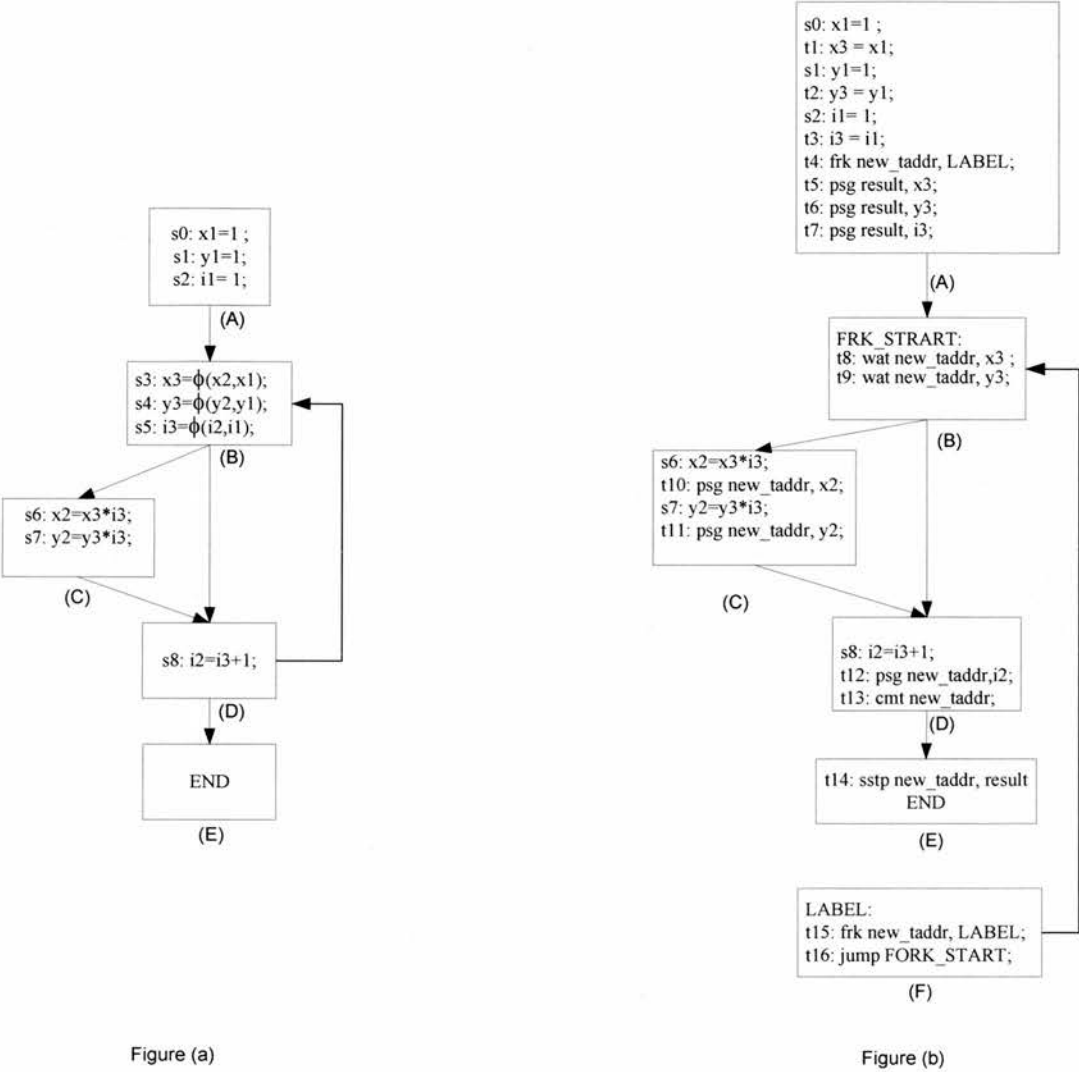 s0: x1=1 ;
s1: y1=1;
s2: i1= 1;
(A)
s3: x3=ϕ(x2,x1);
s4: y3=ϕ(y2,y1);
s5: i3=ϕ(i2,i1);
(B)
s6: x2=x3*i3;
s7: y2=y3*i3;
(C)
s8: i2=i3+1;
(D)
END
(E)
Figure (a)
s0: x1=1 ;
t1: x3 = x1;
s1: y1=1;
t2: y3 = y1;
s2: i1= 1;
t3: i3 = i1;
t4: frk new_taddr, LABEL;
t5: psg result, x3;
t6: psg result, y3;
t7: psg result, i3;
(A)
FRK_STRART:
t8: wat new_taddr, x3 ;
t9: wat new_taddr, y3;
(B)
s6: x2=x3*i3;
t10: psg new_taddr, x2;
s7: y2=y3*i3;
t11: psg new_taddr, y2;
(C)
s8: i2=i3+1;
t12: psg new_taddr,i2;
t13: cmt new_taddr;
(D)
t14: sstp new_taddr, result
END
(E)
LABEL:
t15: frk new_taddr, LABEL;
t16: jump FORK_START;
(F)
Figure (b)